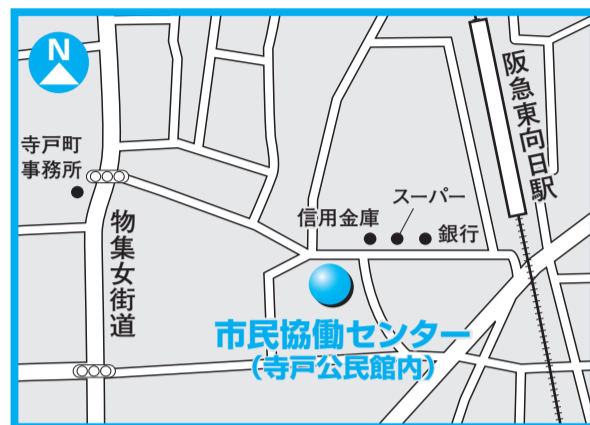 N
阪急東向日駅
寺戸町
事務所
スーパー
信用金庫
銀行
物集女街道
市民協働センター
（寺戸公民館内）